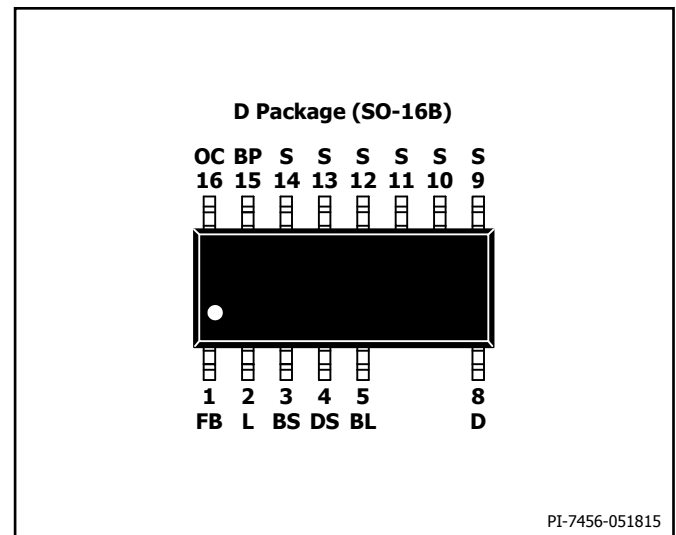 D Package (SO-16B)
OC BP S S S S S S
16 15 14 13 12 11 10 9
1 2 3 4 5 8
FB L BS DS BL D
PI-7456-051815